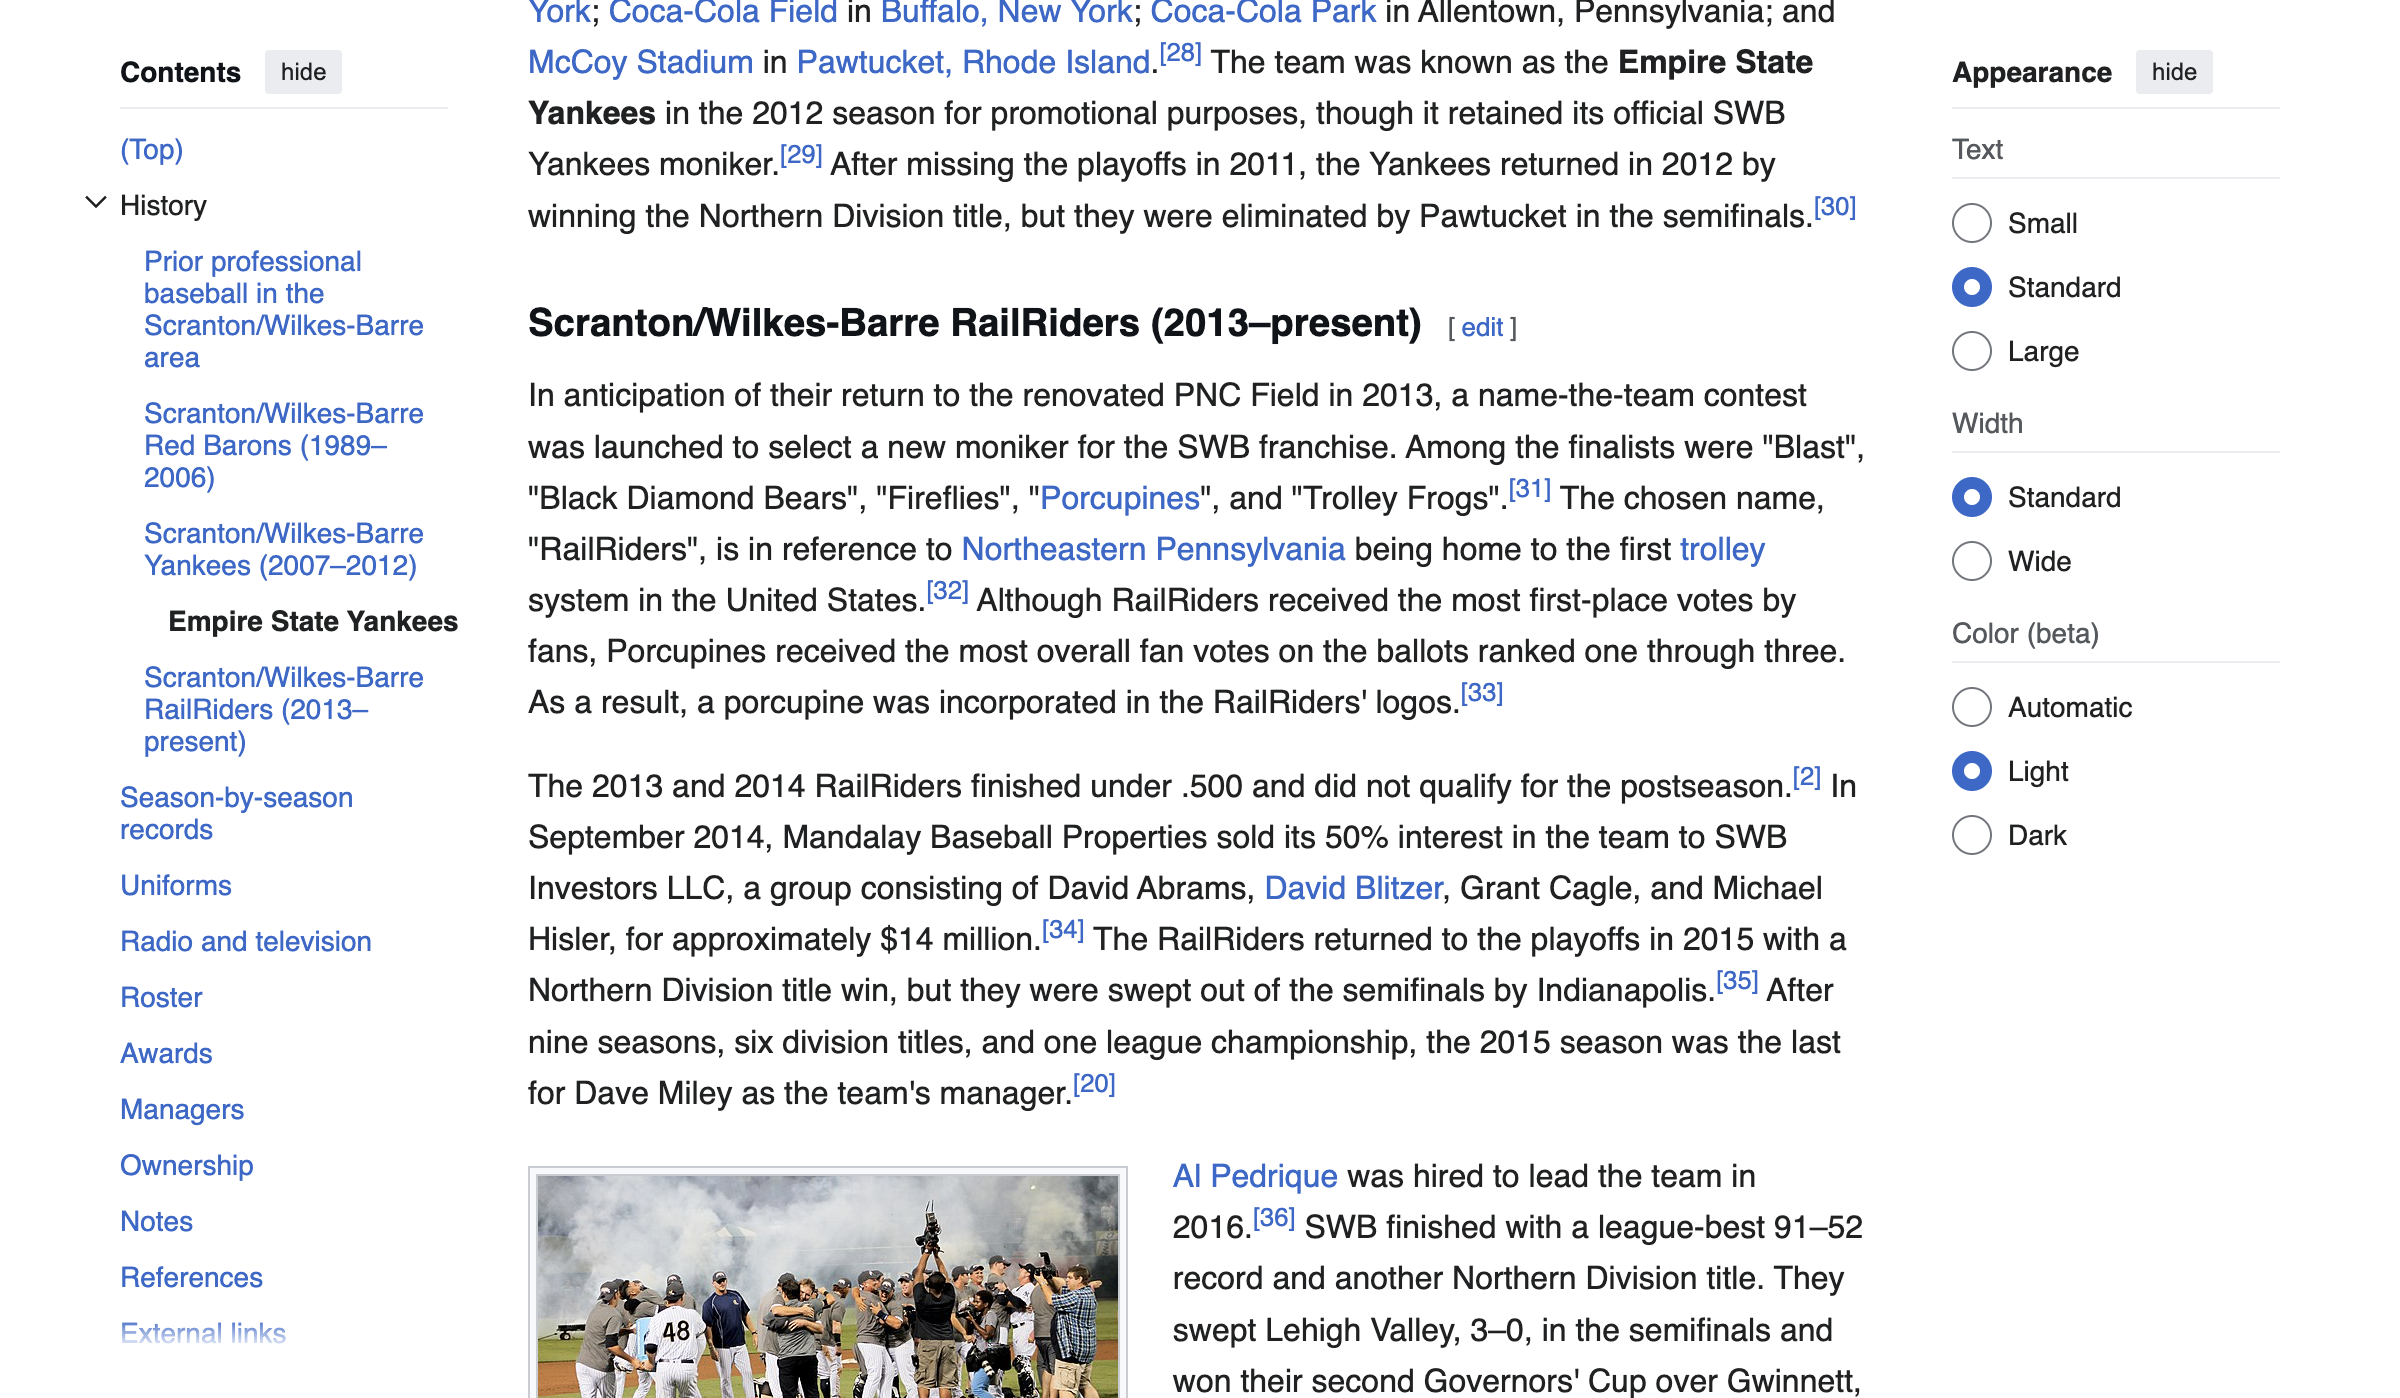 Contents hide
(Top)
History
Prior professional
baseball in the
Scranton/Wilkes-Barre
area
Scranton/Wilkes-Barre
Red Barons (1989–
2006)
Scranton/Wilkes-Barre
Yankees (2007–2012)
Empire State Yankees
Scranton/Wilkes-Barre
RailRiders (2013–
present)
Season-by-season
records
Uniforms
Radio and television
Roster
Awards
Managers
Ownership
Notes
References
External links
York; Coca-Cola Field in Buffalo, New York; Coca-Cola Park in Allentown, Pennsylvania; and
McCoy Stadium in Pawtucket, Rhode Island.[28] The team was known as the Empire State
Yankees in the 2012 season for promotional purposes, though it retained its official SWB
Yankees moniker.[29] After missing the playoffs in 2011, the Yankees returned in 2012 by
winning the Northern Division title, but they were eliminated by Pawtucket in the semifinals.[30]
Scranton/Wilkes-Barre RailRiders (2013–present) [ edit ]
In anticipation of their return to the renovated PNC Field in 2013, a name-the-team contest
was launched to select a new moniker for the SWB franchise. Among the finalists were "Blast",
"Black Diamond Bears", "Fireflies", "Porcupines", and "Trolley Frogs".[31] The chosen name,
"RailRiders", is in reference to Northeastern Pennsylvania being home to the first trolley
system in the United States.[32] Although RailRiders received the most first-place votes by
fans, Porcupines received the most overall fan votes on the ballots ranked one through three.
As a result, a porcupine was incorporated in the RailRiders' logos.[33]
The 2013 and 2014 RailRiders finished under .500 and did not qualify for the postseason.[2] In
September 2014, Mandalay Baseball Properties sold its 50% interest in the team to SWB
Investors LLC, a group consisting of David Abrams, David Blitzer, Grant Cagle, and Michael
Hisler, for approximately $14 million.[34] The RailRiders returned to the playoffs in 2015 with a
Northern Division title win, but they were swept out of the semifinals by Indianapolis.[35] After
nine seasons, six division titles, and one league championship, the 2015 season was the last
for Dave Miley as the team's manager.[20]
48
Al Pedrique was hired to lead the team in
2016.[36] SWB finished with a league-best 91–52
record and another Northern Division title. They
swept Lehigh Valley, 3–0, in the semifinals and
won their second Governors' Cup over Gwinnett,
Appearance hide
Text
Small
Standard
Large
Width
Standard
Wide
Color (beta)
Automatic
Light
Dark